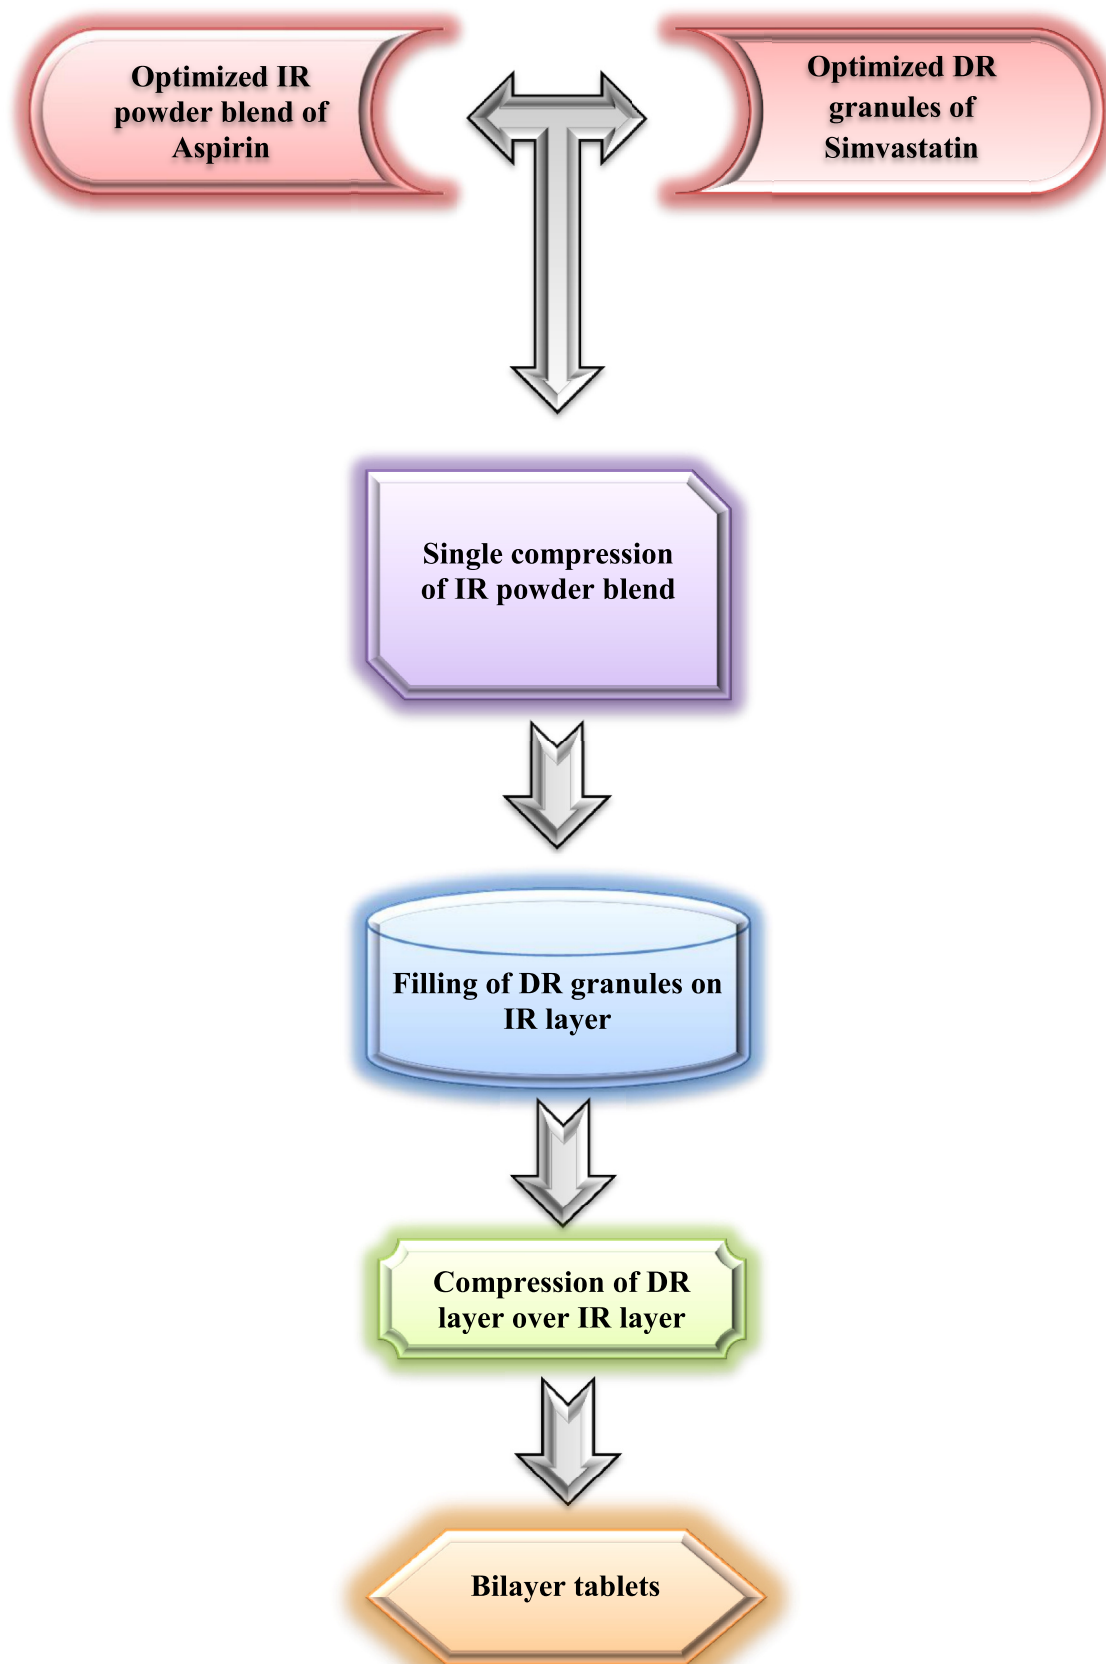 Optimized IR
powder blend of
Aspirin
Optimized DR
granules of
Simvastatin
Single compression
of IR powder blend
Filling of DR granules on
IR layer
Compression of DR
layer over IR layer
Bilayer tablets